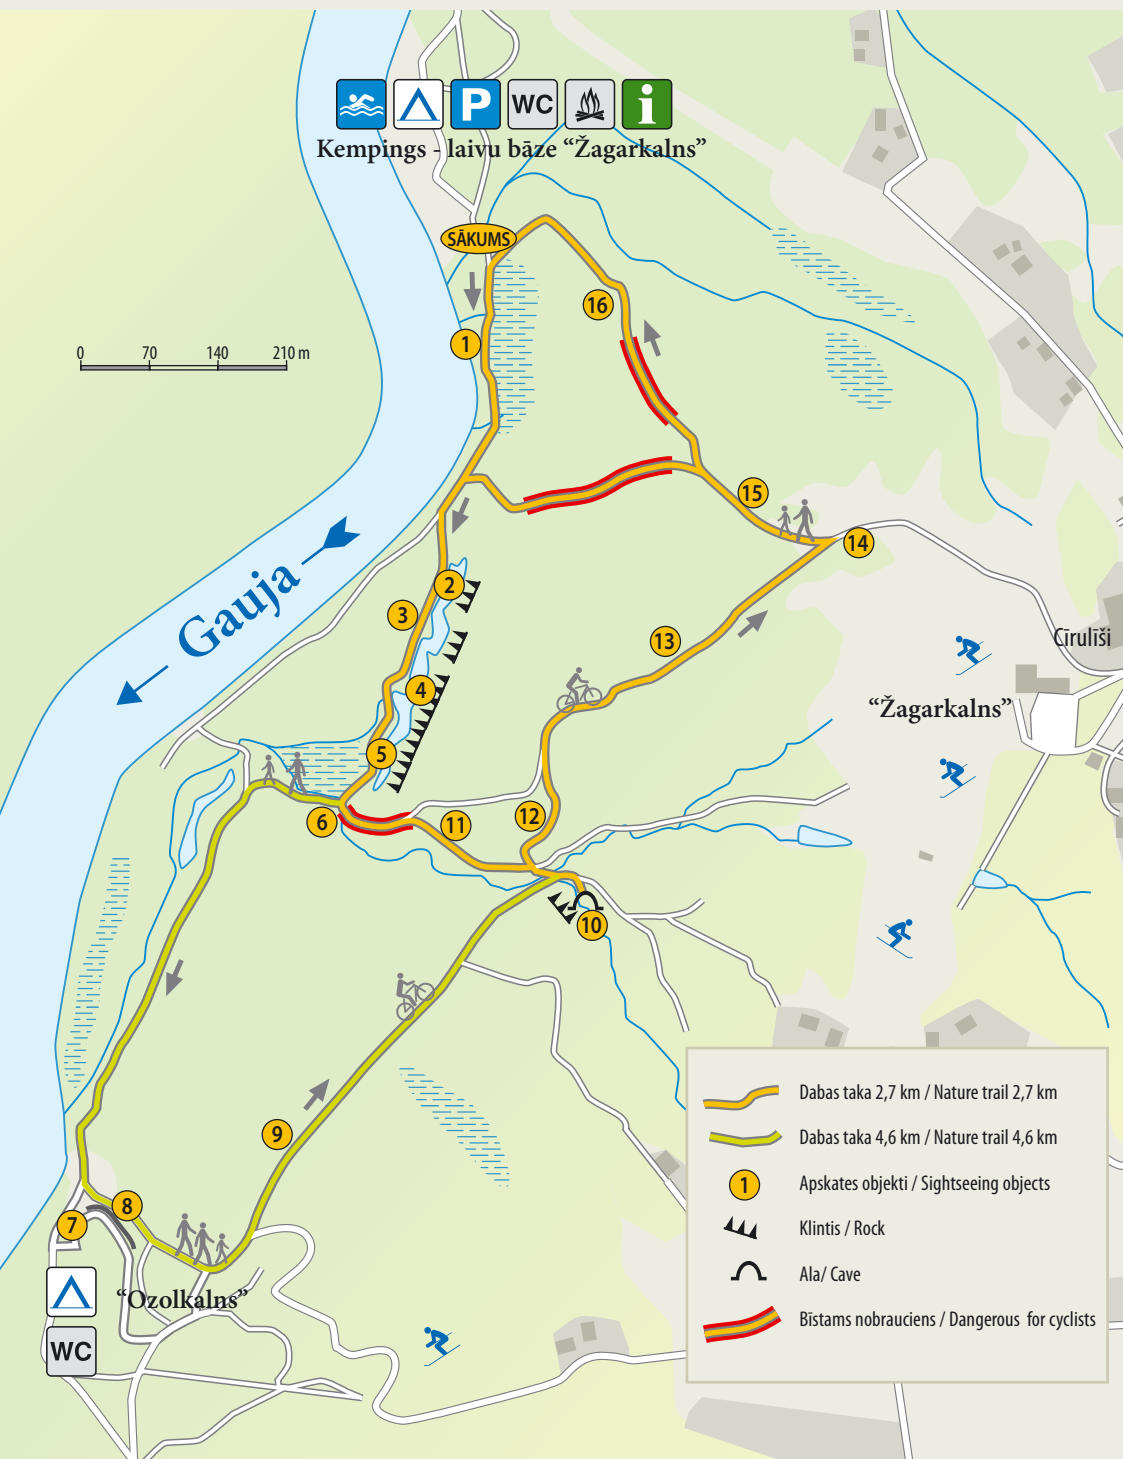 P
WC
i
Kempings - laivu bāze “Žagarkalns”
SĀKUMS
16
1
0 70 140 210 m
15
14
2
3
Gauja
13
Cīrulīši
4
“Žagarkalns”
5
6
11
12
10
9
8
7
“Ozolkalns”
WC
Dabas taka 2,7 km / Nature trail 2,7 km
Dabas taka 4,6 km / Nature trail 4,6 km
1
Apskates objekti / Sightseeing objects
Klintis / Rock
Ala/ Cave
Bīstams nobrauciens / Dangerous for cyclists